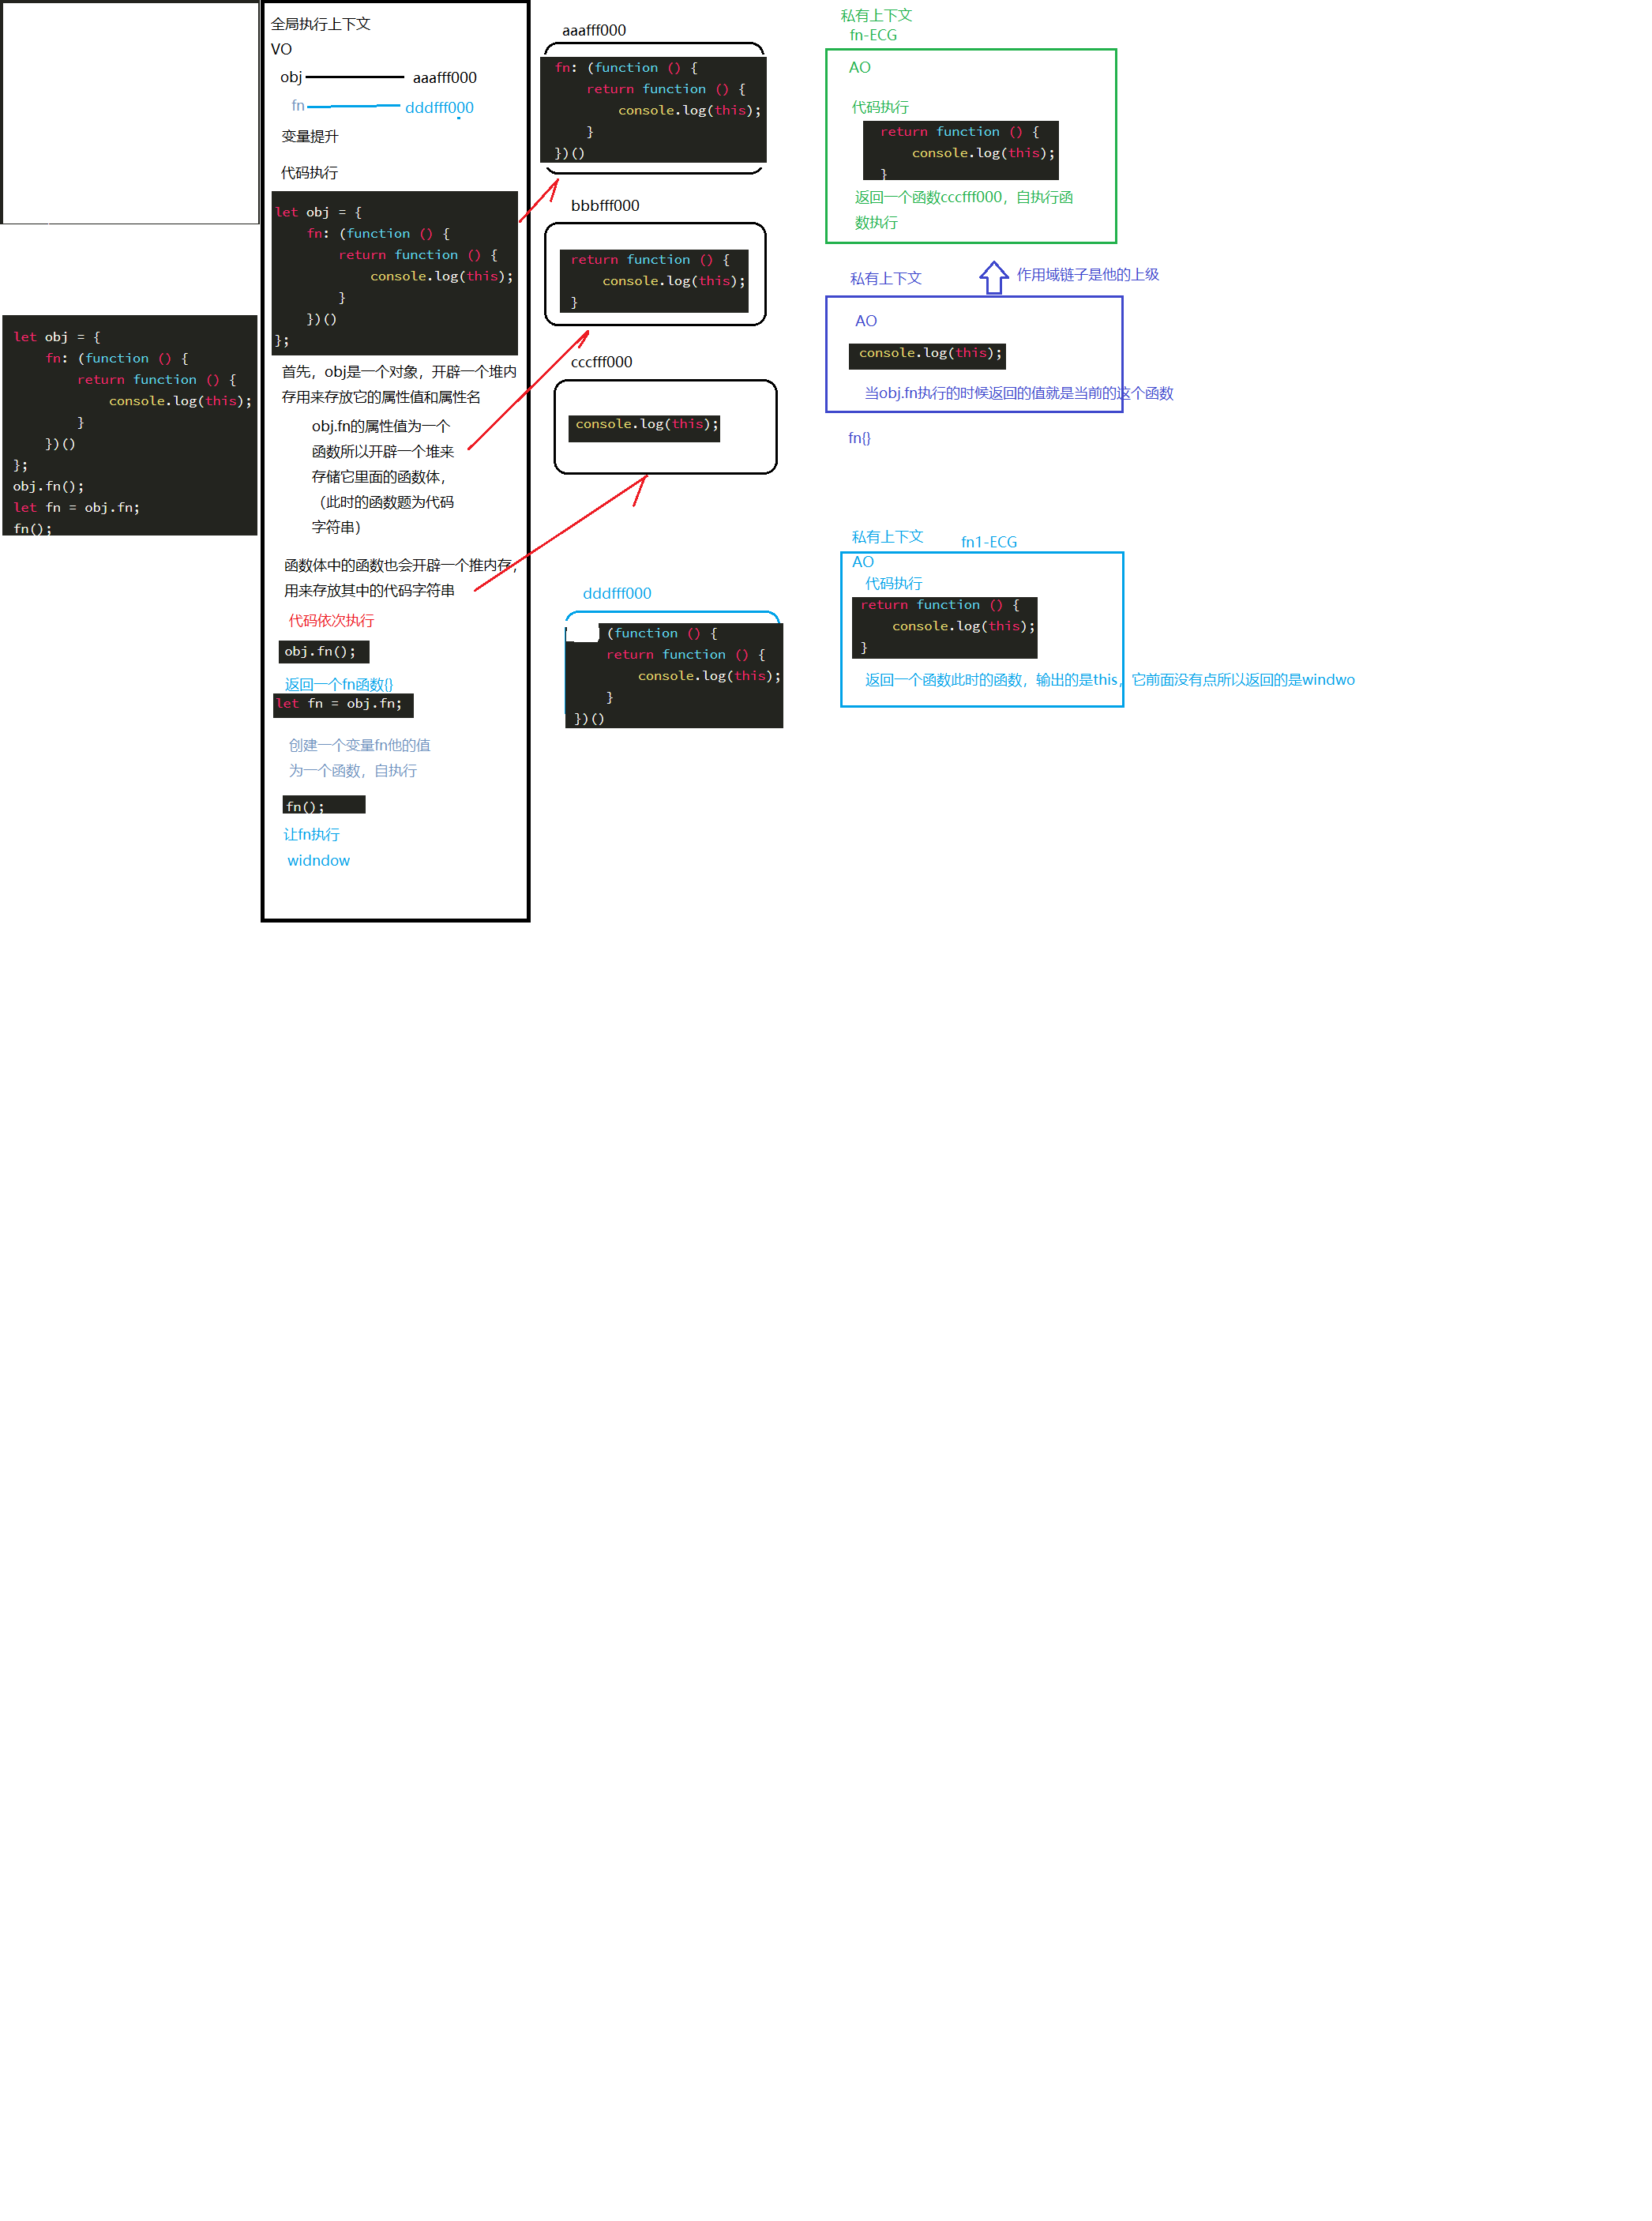 let obj = {
fn: (function () {
return function () {
console.log(this);
}
})()
};
obj.fn();
let fn = obj.fn;
fn();
全局执行上下文
VO
obj
aaafff000
fn
dddfff000
变量提升
代码执行
let obj = {
fn: (function () {
return function () {
console.log(this);
}
})()
};
首先，obj是一个对象，开辟一个堆内
存用来存放它的属性值和属性名
obj.fn的属性值为一个
函数所以开辟一个堆来
存储它里面的函数体，
（此时的函数题为代码
字符串）
函数体中的函数也会开辟一个推内存，
用来存放其中的代码字符串
代码依次执行
obj.fn();
返回一个fn函数{}
let fn = obj.fn;
创建一个变量fn他的值
为一个函数，自执行
fn();
让fn执行
widndow
aaafff000
fn: (function () {
return function () {
console.log(this);
}
})()
bbbfff000
return function () {
console.log(this);
}
cccfff000
console.log(this);
dddfff000
(function () {
return function () {
console.log(this);
}
})()
私有上下文
fn-ECG
AO
代码执行
return function () {
console.log(this);
}
返回一个函数cccfff000，自执行函
数执行
私有上下文
作用域链子是他的上级
AO
console.log(this);
当obj.fn执行的时候返回的值就是当前的这个函数
fn{}
私有上下文
fn1-ECG
AO
代码执行
return function () {
console.log(this);
}
返回一个函数此时的函数，输出的是this，它前面没有点所以返回的是windwo